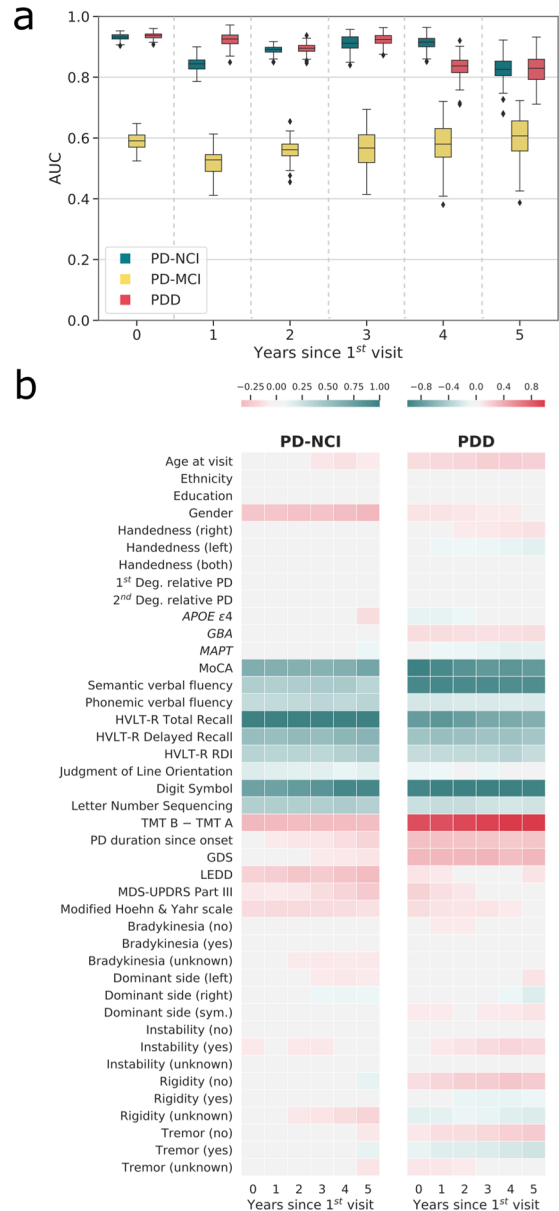 a
1.0
0.8
0.6
0.4
0.2
0.0
AUC
PD-NCI
PD-MCI
PDD
0 1 2 3 4 5
Years since 1st visit
b
−0.25 0.00 0.25 0.50 0.75 1.00
−0.8 −0.4 0.0 0.4 0.8
PD-NCI PDD
Age at visit
Ethnicity
Education
Gender
Handedness (right)
Handedness (left)
Handedness (both)
1st Deg. relative PD
2nd Deg. relative PD
APOE ε4
GBA
MAPT
MoCA
Semantic verbal fluency
Phonemic verbal fluency
HVLT-R Total Recall
HVLT-R Delayed Recall
HVLT-R RDI
Judgment of Line Orientation
Digit Symbol
Letter Number Sequencing
TMT B − TMT A
PD duration since onset
GDS
LEDD
MDS-UPDRS Part III
Modified Hoehn & Yahr scale
Bradykinesia (no)
Bradykinesia (yes)
Bradykinesia (unknown)
Dominant side (left)
Dominant side (right)
Dominant side (sym.)
Instability (no)
Instability (yes)
Instability (unknown)
Rigidity (no)
Rigidity (yes)
Rigidity (unknown)
Tremor (no)
Tremor (yes)
Tremor (unknown)
0 1 2 3 4 5 0 1 2 3 4 5
Years since 1st visit Years since 1st visit